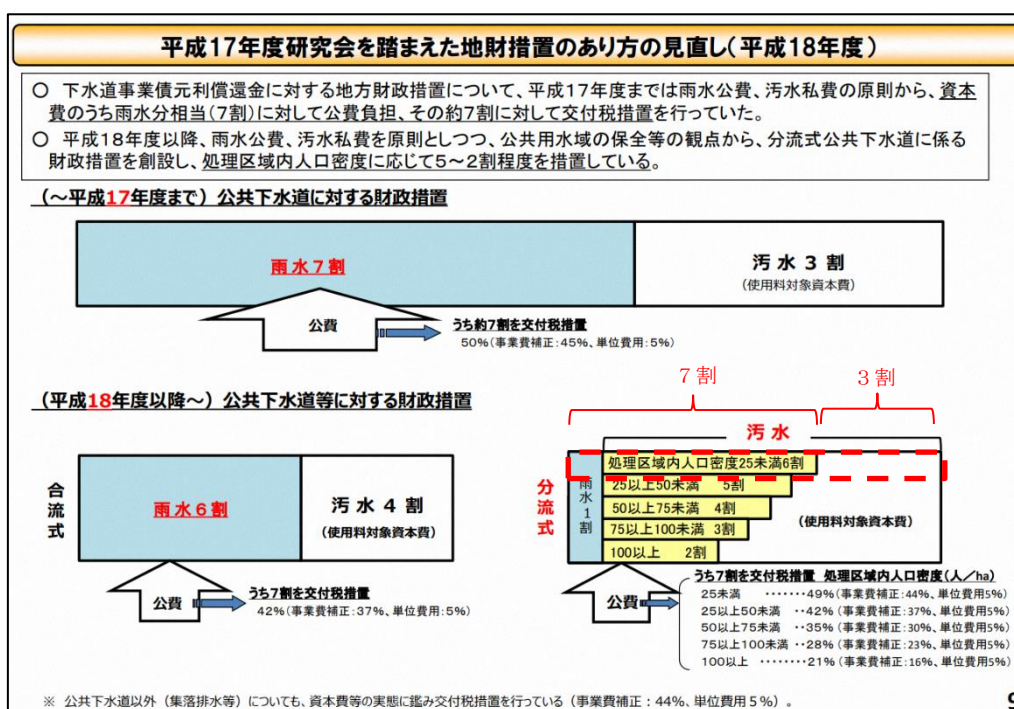 平成17年度研究会を踏まえた地財措置のあり方の見直し(平成18年度)
○ 下水道事業債元利償還金に対する地方財政措置について、平成17年度までは雨水公費、汚水私費の原則から、資本
費のうち雨水分相当(7割)に対して公費負担、その約7割に対して交付税措置を行っていた。
○ 平成18年度以降、雨水公費、汚水私費を原則としつつ、公共用水域の保全等の観点から、分流式公共下水道に係る
財政措置を創設し、処理区域内人口密度に応じて5~2割程度を措置している。
(~平成17年度まで)公共下水道に対する財政措置
雨水7割
汚水3割
(使用料対象資本費)
公費
うち約7割を交付税措置
50%(事業費補正:45%、単位費用:5%)
(平成18年度以降~)公共下水道等に対する財政措置
合流式
雨水6割
汚水4割
(使用料対象資本費)
公費
うち7割を交付税措置
42%(事業費補正:37%、単位費用:5%)
7割
3割
汚水
分流式
雨水1割
処理区域内人口密度25未満6割
25以上50未満 5割
50以上75未満 4割
75以上100未満 3割
100以上 2割
(使用料対象資本費)
公費
うち7割を交付税措置 処理区域内人口密度(人/ha)
25未満 ・・・・・・・49%(事業費補正:44%、単位費用5%)
25以上50未満 ・・42%(事業費補正:37%、単位費用5%)
50以上75未満 ・・35%(事業費補正:30%、単位費用5%)
75以上100未満 ・・28%(事業費補正:23%、単位費用5%)
100以上 ・・・・・・・・21%(事業費補正:16%、単位費用5%)
※ 公共下水道以外(集落排水等)についても、資本費等の実態に鑑み交付税措置を行っている(事業費補正:44%、単位費用5%)。
9